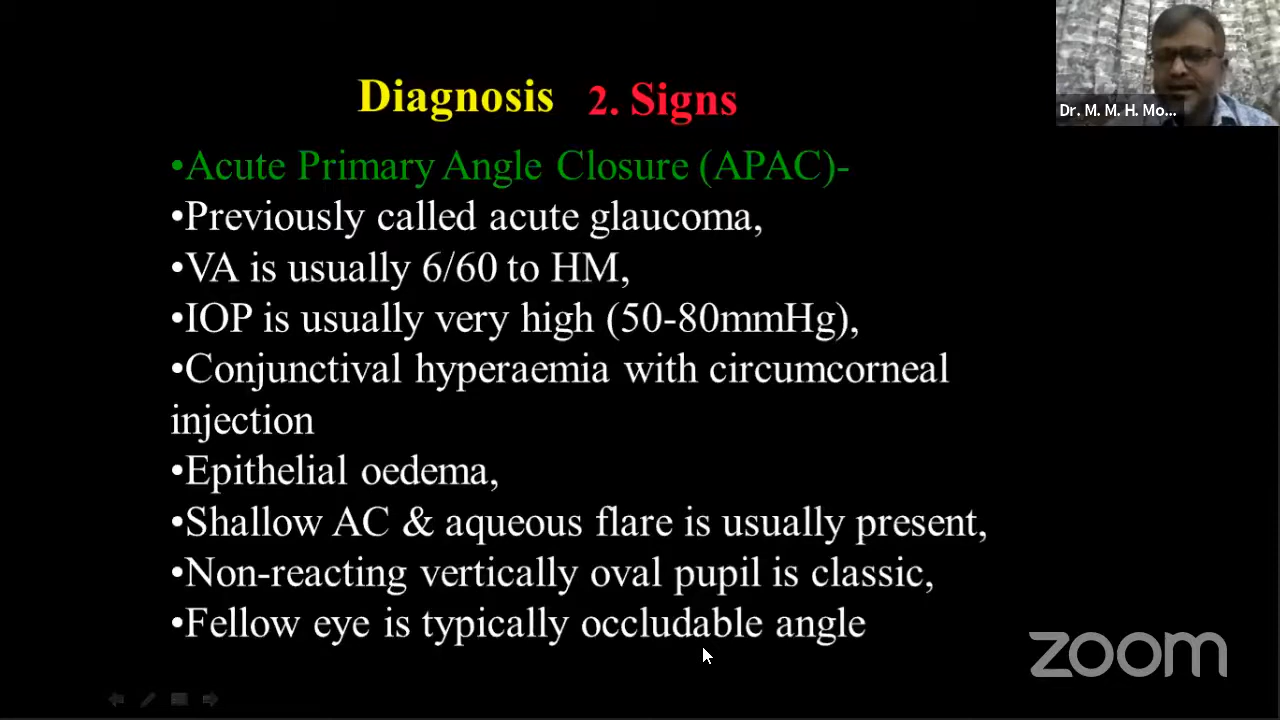 Diagnosis 2. Signs
•Acute Primary Angle Closure (APAC)-
•Previously called acute glaucoma,
•VA is usually 6/60 to HM,
•IOP is usually very high (50-80mmHg),
•Conjunctival hyperaemia with circumcorneal
injection
•Epithelial oedema,
•Shallow AC & aqueous flare is usually present,
•Non-reacting vertically oval pupil is classic,
•Fellow eye is typically occludable angle
Dr. M. M. H. Mo...
zoom